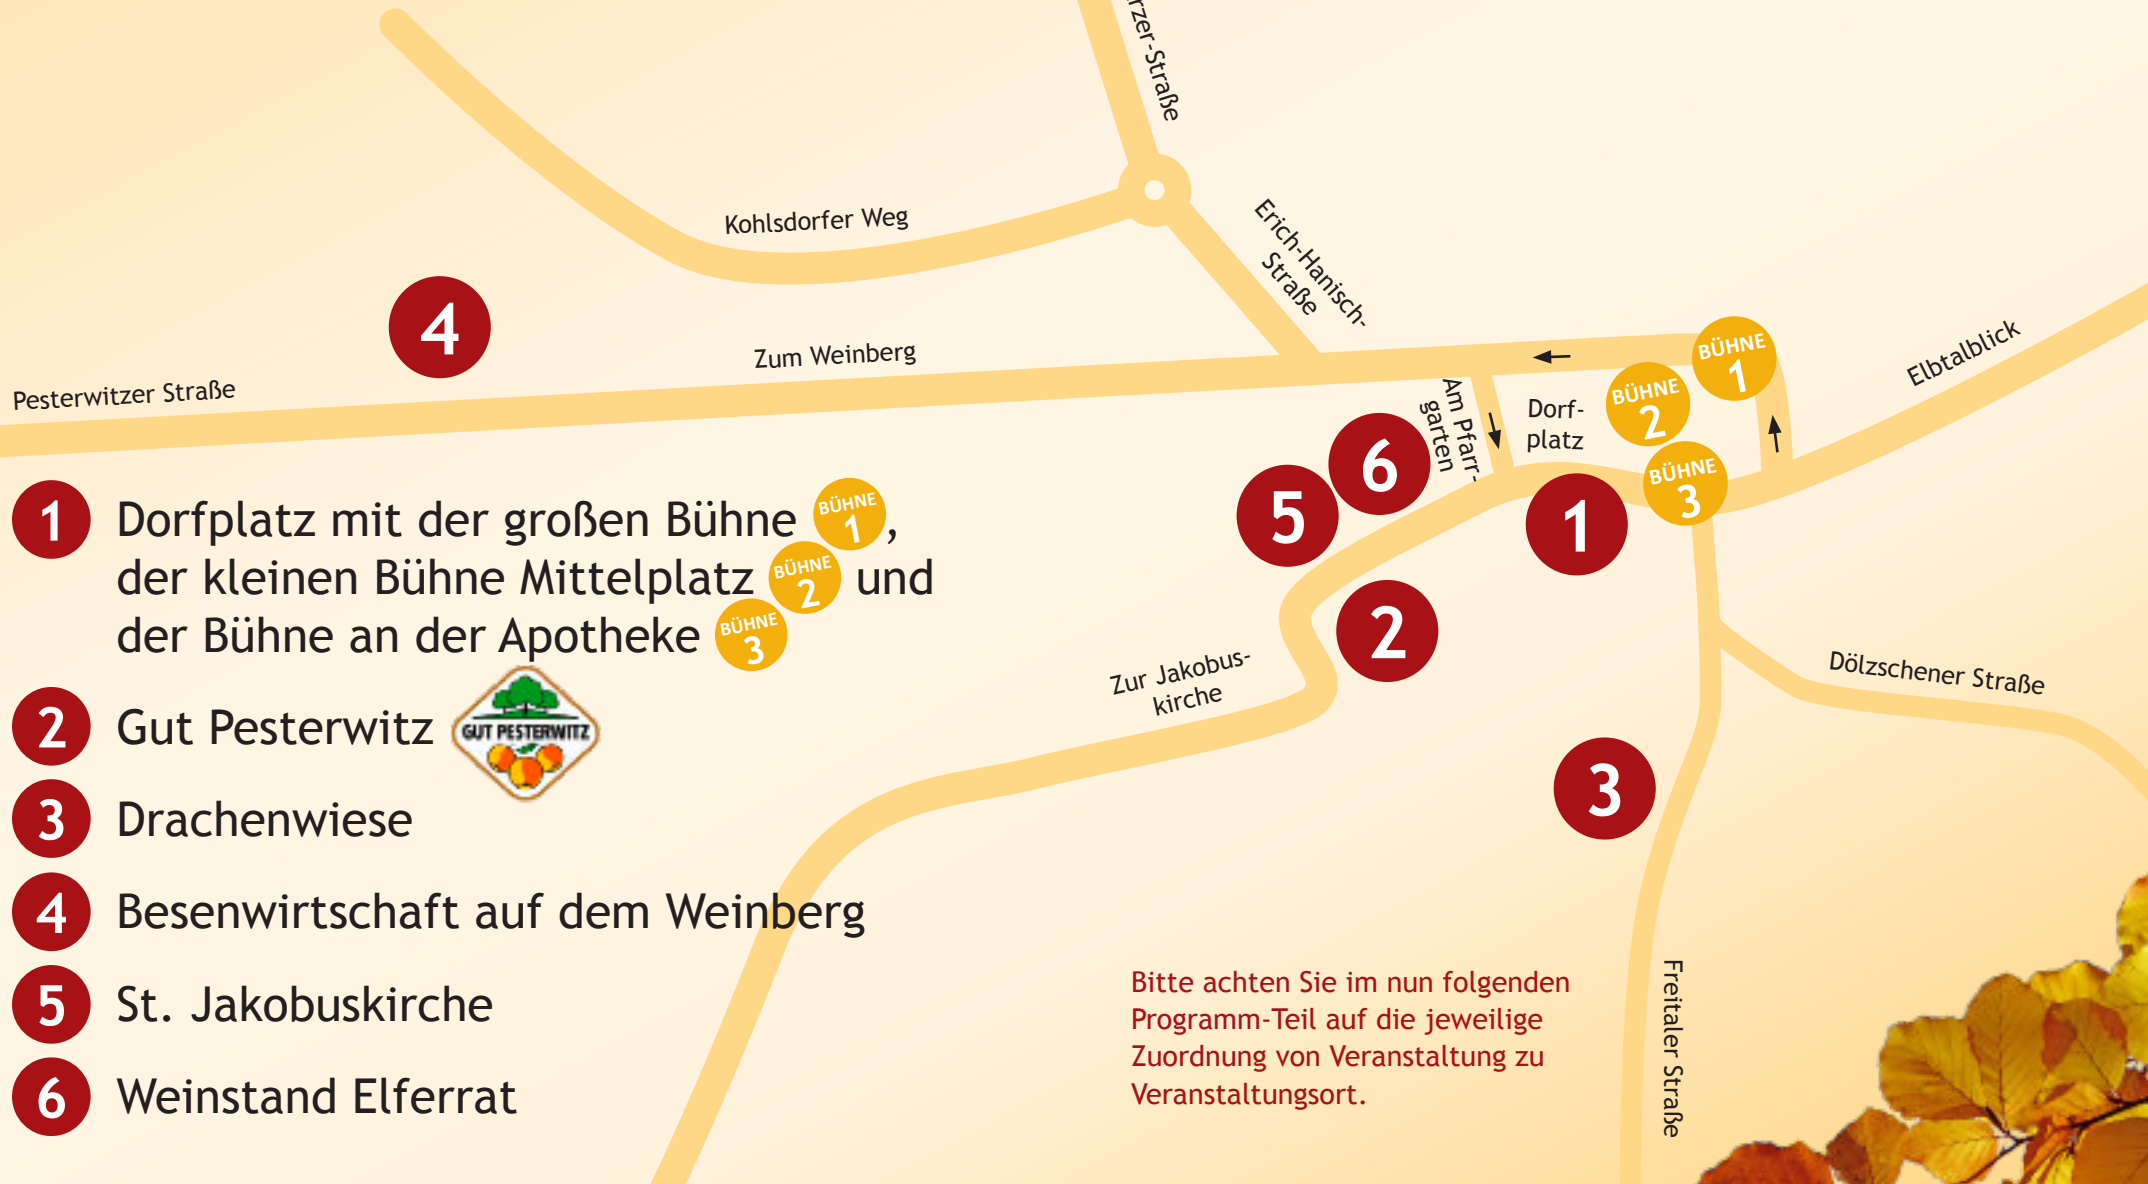 rzer-Straße
Kohlsdorfer Weg
Erich-Hanisch-
Straße
4
Zum Weinberg
Pesterwitzer Straße
Elbtalblick
BÜHNE
1
BÜHNE
2
BÜHNE
3
Dorf-
platz
Am Pfarr-
garten
6
5
1
2
Zur Jakobus-
kirche
Dölzschener Straße
3
Freitaler Straße
1 Dorfplatz mit der großen Bühne BÜHNE 1,
der kleinen Bühne Mittelplatz BÜHNE 2 und
der Bühne an der Apotheke BÜHNE 3
2 Gut Pesterwitz GUT PESTERWITZ
3 Drachenwiese
4 Besenwirtschaft auf dem Weinberg
5 St. Jakobuskirche
6 Weinstand Elferrat
Bitte achten Sie im nun folgenden
Programm-Teil auf die jeweilige
Zuordnung von Veranstaltung zu
Veranstaltungsort.